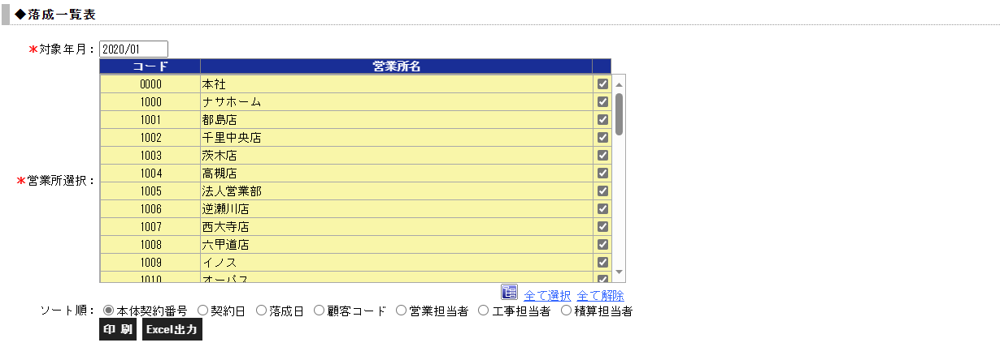 ◆落成一覧表
*対象年月： 2020/01
コード 営業所名
0000 本社
1000 ナサホーム
1001 都島店
1002 千里中央店
1003 茨木店
1004 高槻店
*営業所選択：
1005 法人営業部
1006 逆瀬川店
1007 西大寺店
1008 六甲道店
1009 イノス
1010 オーパス
全て選択 全て解除
ソート順： 本体契約番号 契約日 落成日 顧客コード 営業担当者 工事担当者 積算担当者
印 刷 Excel出力